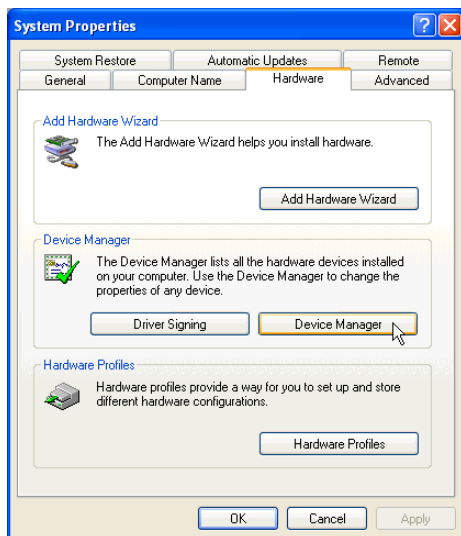 System Properties
System Restore Automatic Updates Remote
General Computer Name Hardware Advanced
Add Hardware Wizard
The Add Hardware Wizard helps you install hardware.
Add Hardware Wizard
Device Manager
The Device Manager lists all the hardware devices installed
on your computer. Use the Device Manager to change the
properties of any device.
Driver Signing Device Manager
Hardware Profiles
Hardware profiles provide a way for you to set up and store
different hardware configurations.
Hardware Profiles
OK Cancel Apply